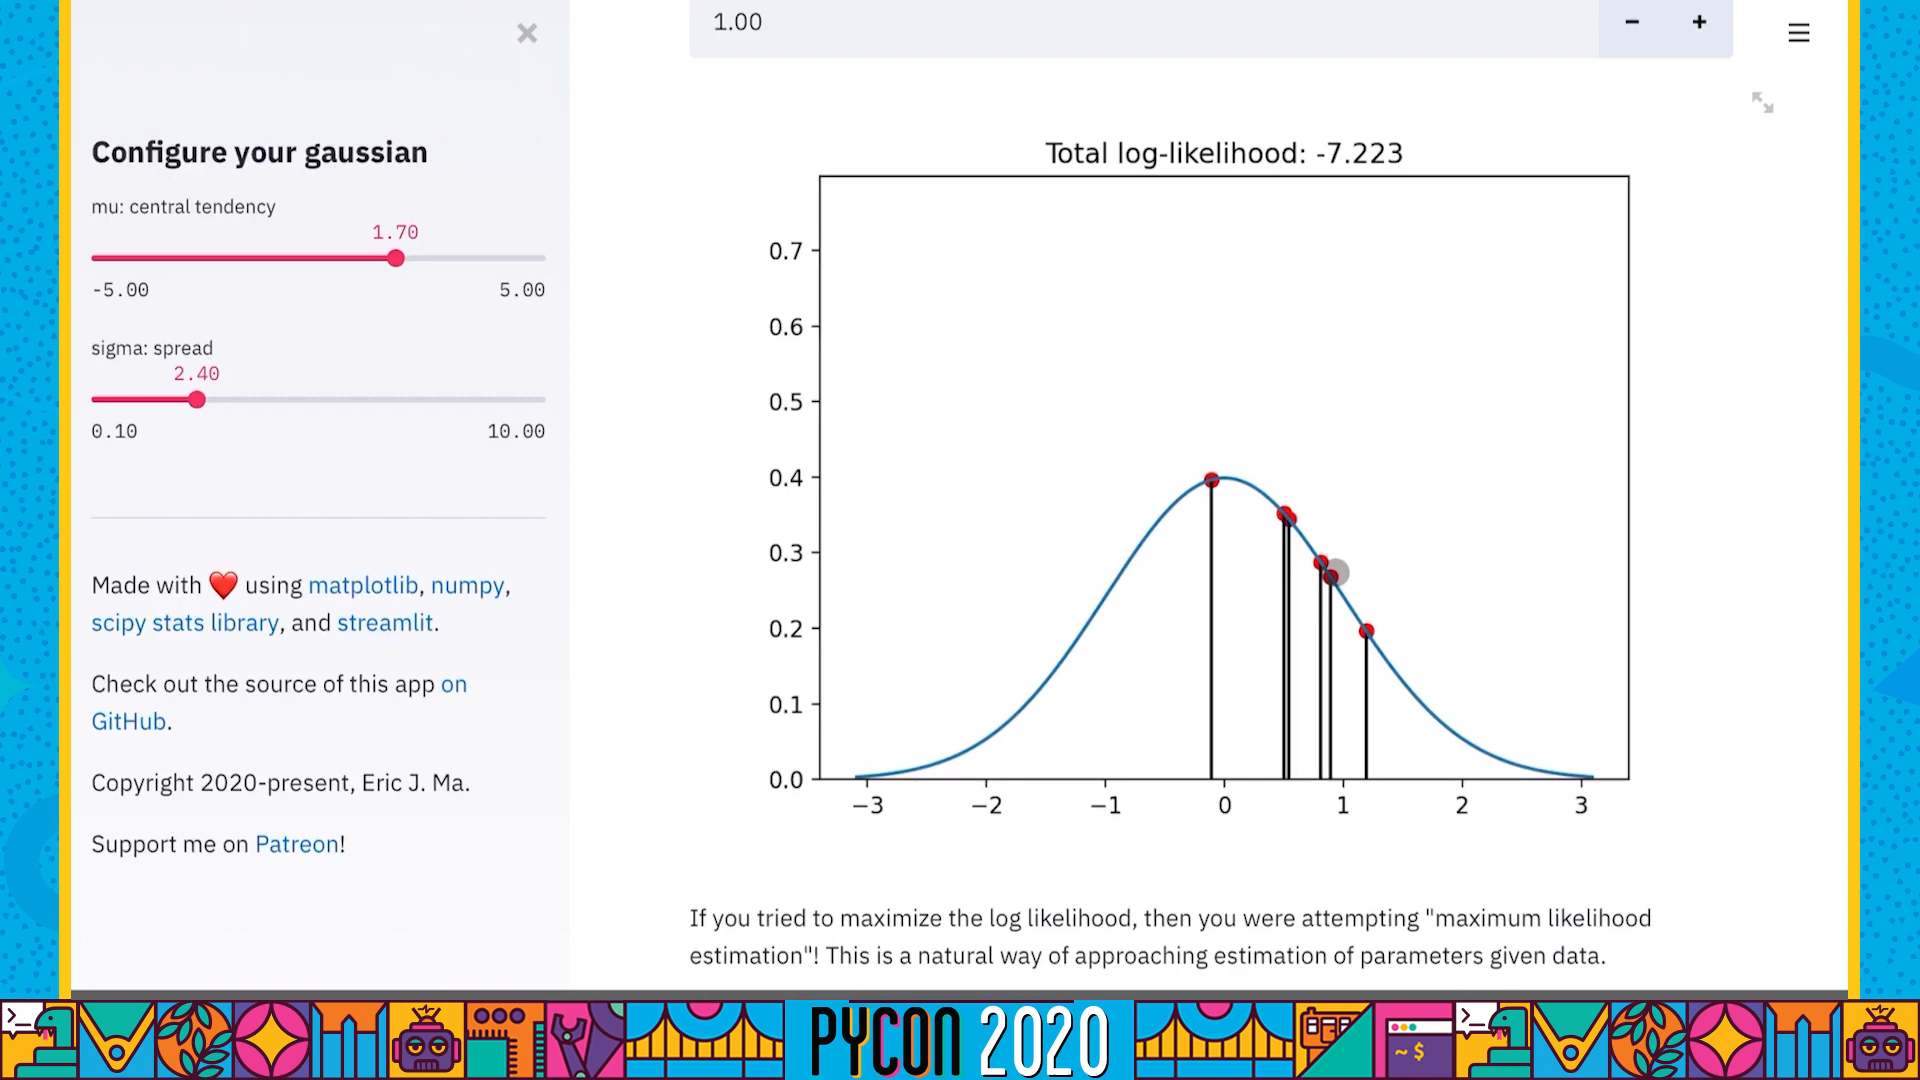 1.00
Configure your gaussian
mu: central tendency
1.70
-5.00 5.00
sigma: spread
2.40
0.10 10.00
Made with ❤️ using matplotlib, numpy,
scipy stats library, and streamlit.
Check out the source of this app on
GitHub.
Copyright 2020-present, Eric J. Ma.
Support me on Patreon!
Total log-likelihood: -7.223
0.7
0.6
0.5
0.4
0.3
0.2
0.1
0.0
−3 −2 −1 0 1 2 3
If you tried to maximize the log likelihood, then you were attempting "maximum likelihood
estimation"! This is a natural way of approaching estimation of parameters given data.
PYCON 2020
~ $